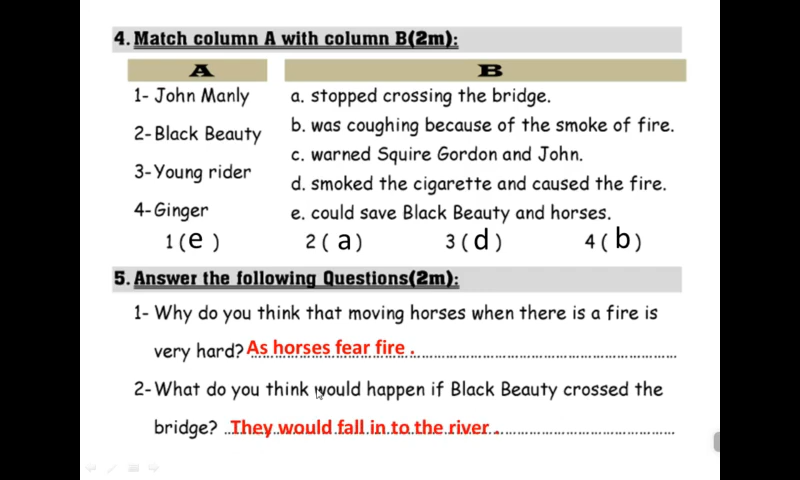 4. Match column A with column B(2m):
A B
1- John Manly a. stopped crossing the bridge.
2- Black Beauty b. was coughing because of the smoke of fire.
3-Young rider c. warned Squire Gordon and John.
4-Ginger d. smoked the cigarette and caused the fire.
e. could save Black Beauty and horses.
1 ( e ) 2 ( a ) 3 ( d ) 4 ( b )
5. Answer the following Questions(2m):
1- Why do you think that moving horses when there is a fire is
very hard? As horses fear fire .
2-What do you think would happen if Black Beauty crossed the
bridge? They would fall in to the river .